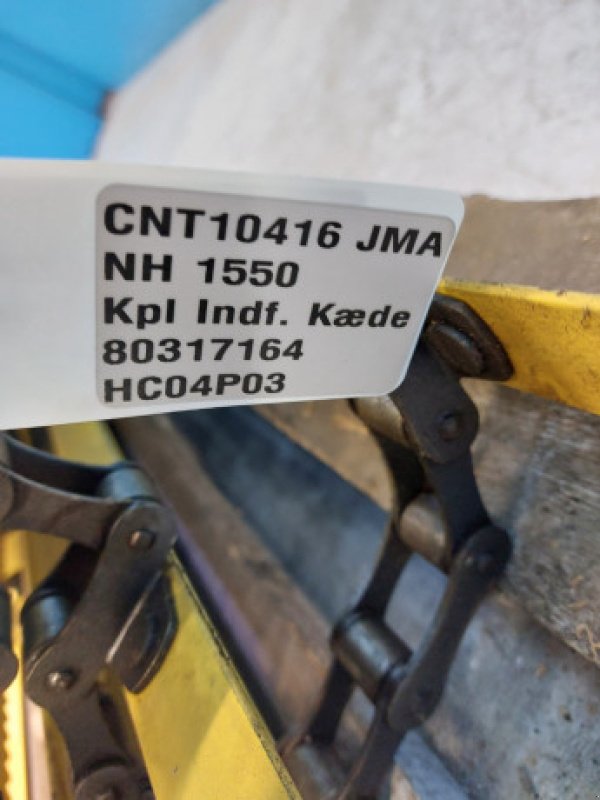 CNT10416 JMA
NH 1550
Kpl Indf. Kæde
80317164
HC04P03